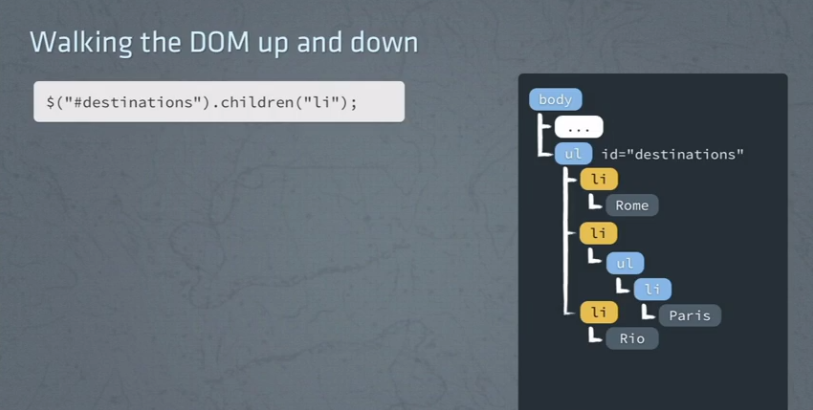 Walking the DOM up and down
$("#destinations").children("li");
body
...
ul id="destinations"
li
Rome
li
ul
li
li Paris
Rio